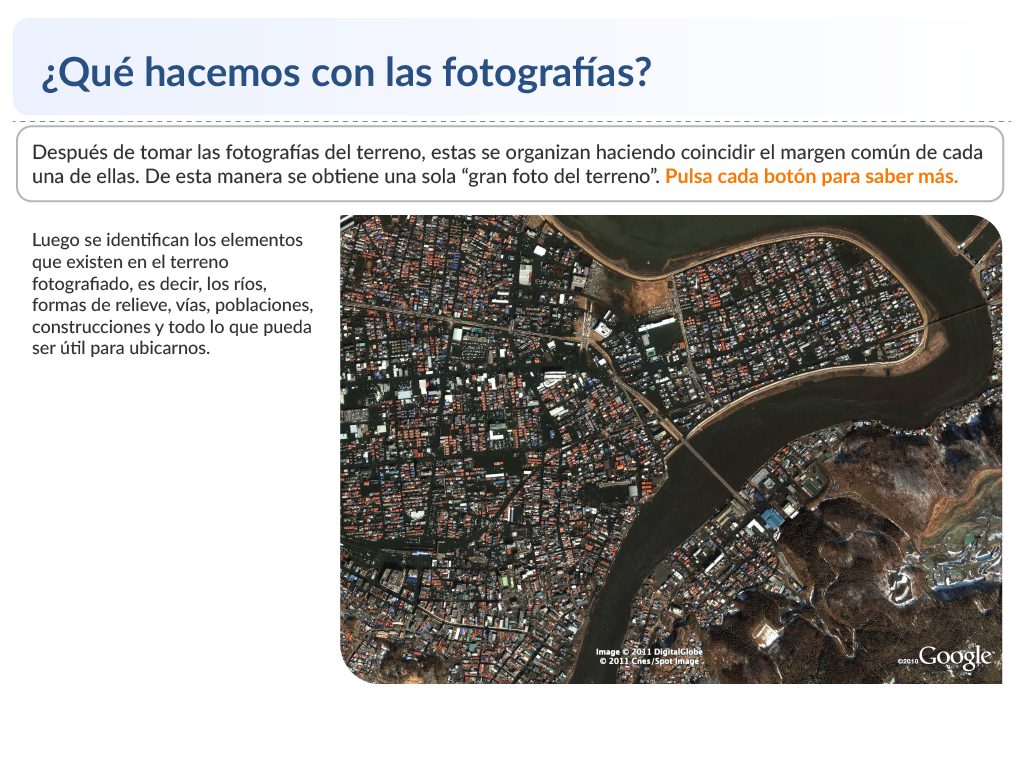 ¿Qué hacemos con las fotografías?
Después de tomar las fotografías del terreno, estas se organizan haciendo coincidir el margen común de cada
una de ellas. De esta manera se obtiene una sola “gran foto del terreno”. Pulsa cada botón para saber más.
Luego se identifican los elementos
que existen en el terreno
fotografiado, es decir, los ríos,
formas de relieve, vías, poblaciones,
construcciones y todo lo que pueda
ser útil para ubicarnos.
Image © 2011 DigitalGlobe
© 2011 Cnes/Spot Image
©2010 Google